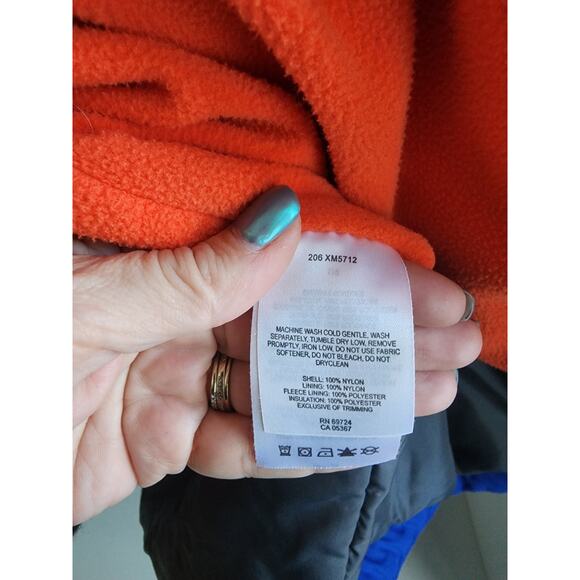 206 XM5712
MACHINE WASH COLD GENTLE, WASH
SEPARATELY, TUMBLE DRY LOW, REMOVE
PROMPTLY, IRON LOW, DO NOT USE FABRIC
SOFTENER, DO NOT BLEACH, DO NOT
DRYCLEAN
SHELL: 100% NYLON
LINING: 100% NYLON
FLEECE LINING: 100% POLYESTER
INSULATION: 100% POLYESTER
EXCLUSIVE OF TRIMMING
RN 69724
CA 05367